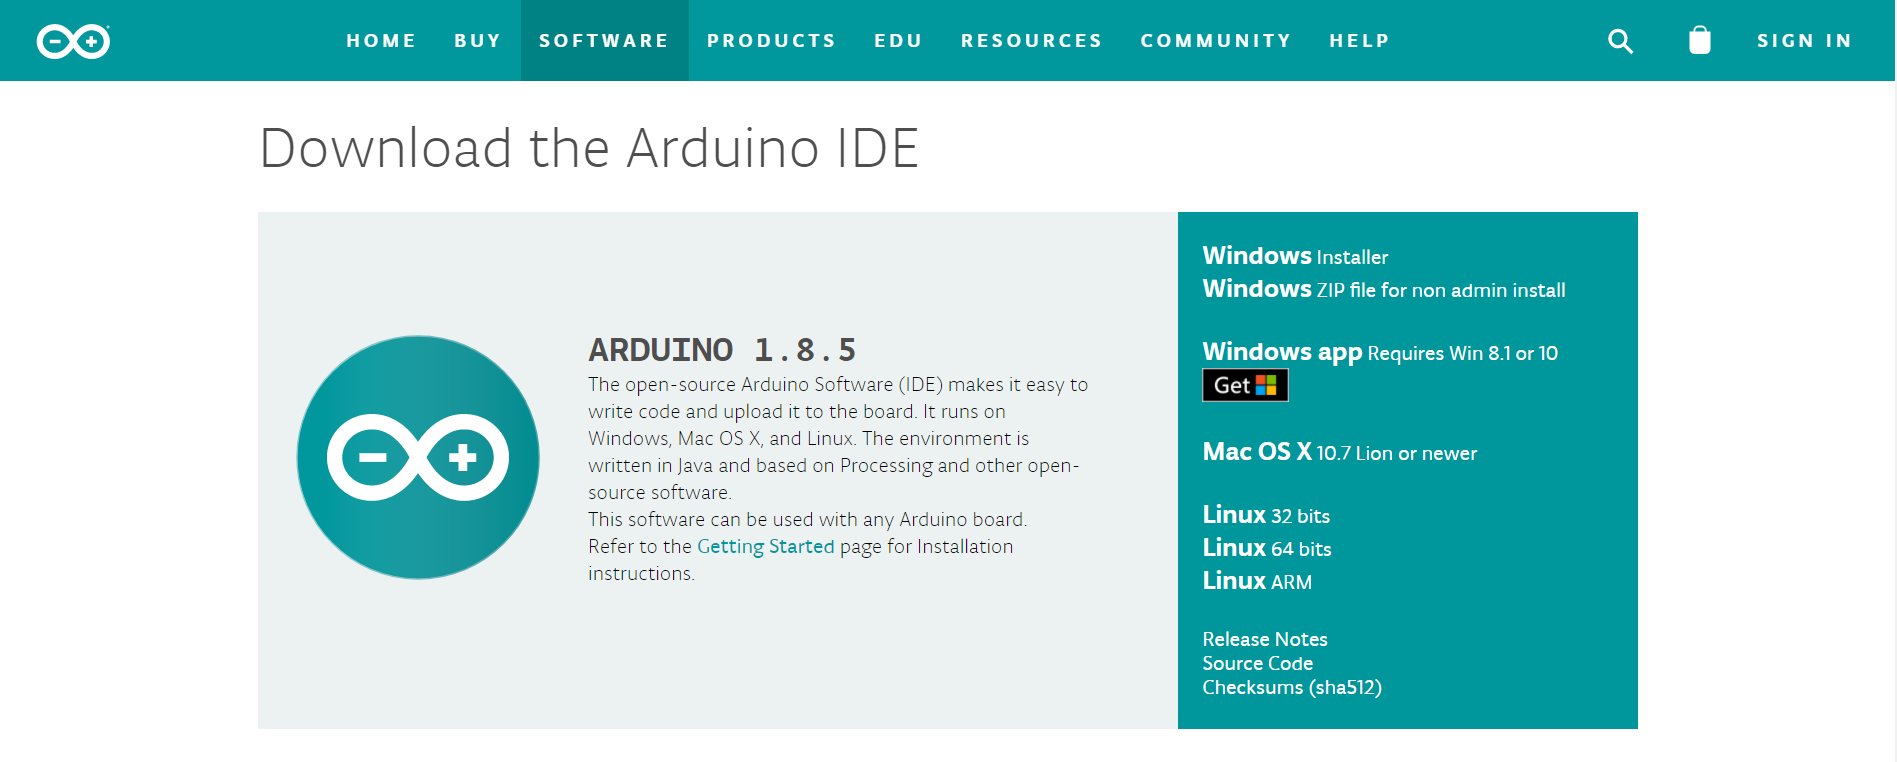 HOME BUY SOFTWARE PRODUCTS EDU RESOURCES COMMUNITY HELP SIGN IN
Download the Arduino IDE
ARDUINO 1.8.5
The open-source Arduino Software (IDE) makes it easy to
write code and upload it to the board. It runs on
Windows, Mac OS X, and Linux. The environment is
written in Java and based on Processing and other open-
source software.
This software can be used with any Arduino board.
Refer to the Getting Started page for Installation
instructions.
Windows Installer
Windows ZIP file for non admin install
Windows app Requires Win 8.1 or 10
Get
Mac OS X 10.7 Lion or newer
Linux 32 bits
Linux 64 bits
Linux ARM
Release Notes
Source Code
Checksums (sha512)